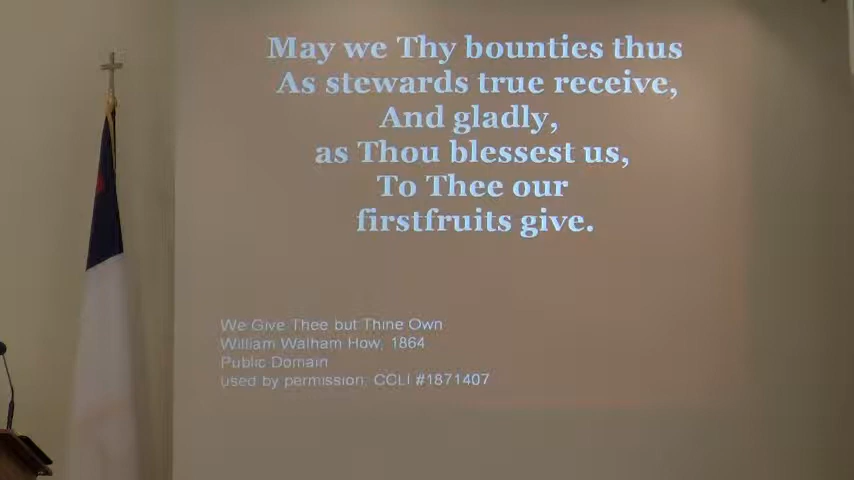 May we Thy bounties thus
As stewards true receive,
And gladly,
as Thou blessest us,
To Thee our
firstfruits give.
We Give Thee but Thine Own
William Walham How, 1864
Public Domain
used by permission: CCLI #1871407